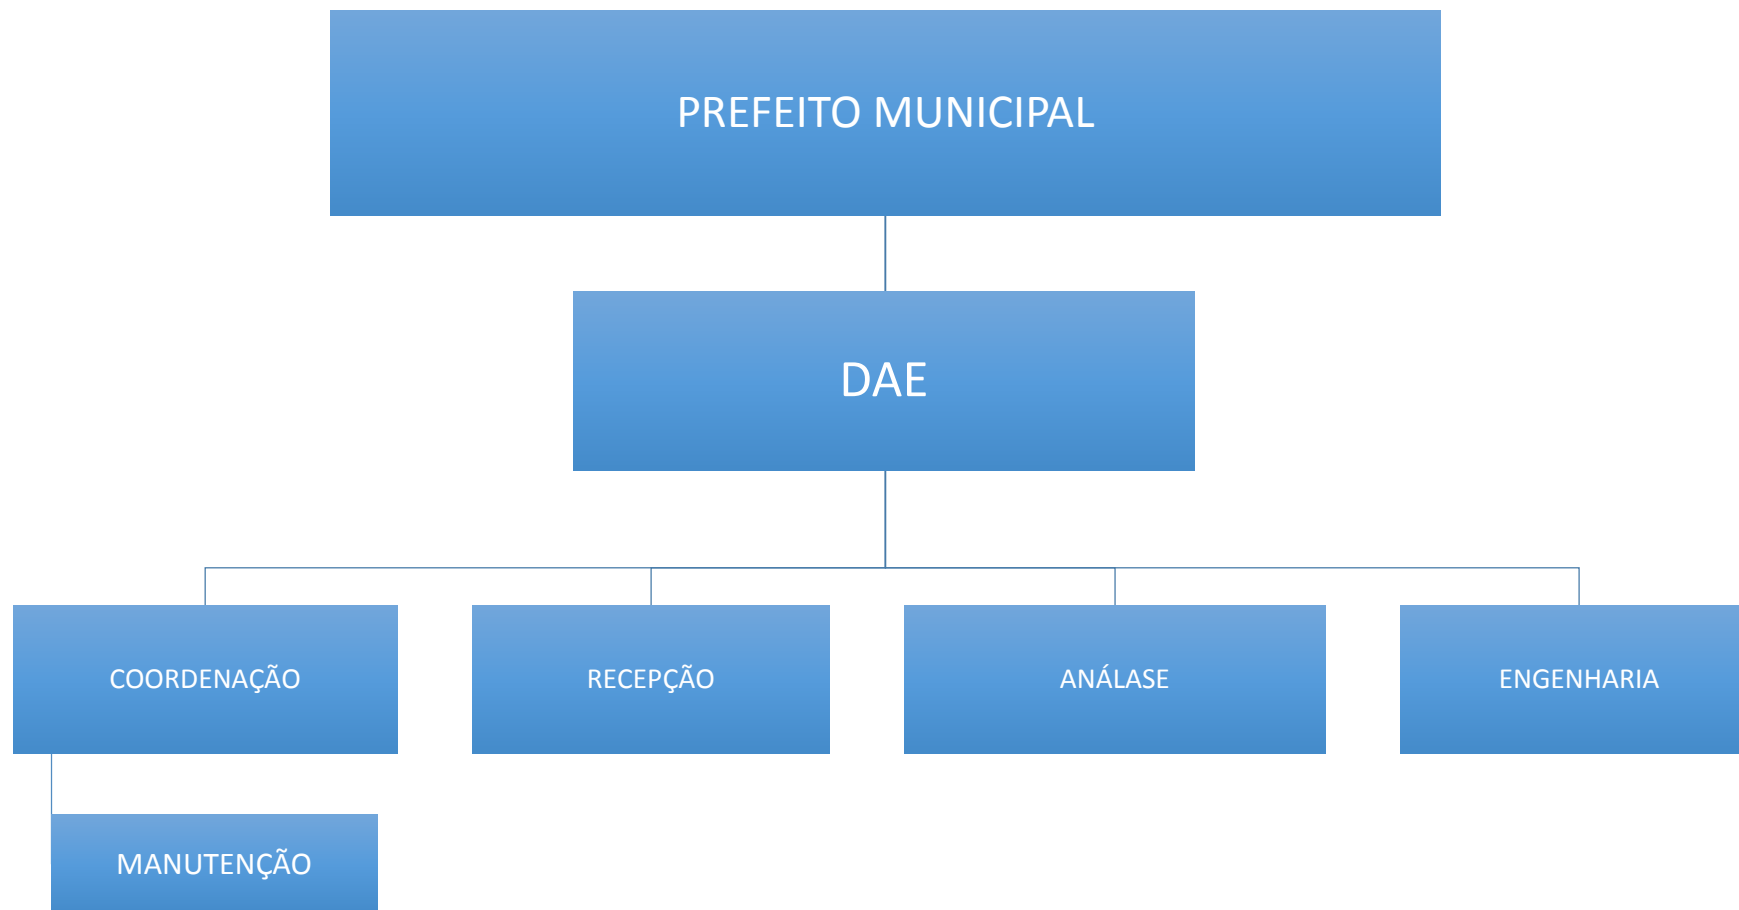 PREFEITO MUNICIPAL
DAE
COORDENAÇÃO
RECEPÇÃO
ANÁLASE
ENGENHARIA
MANUTENÇÃO